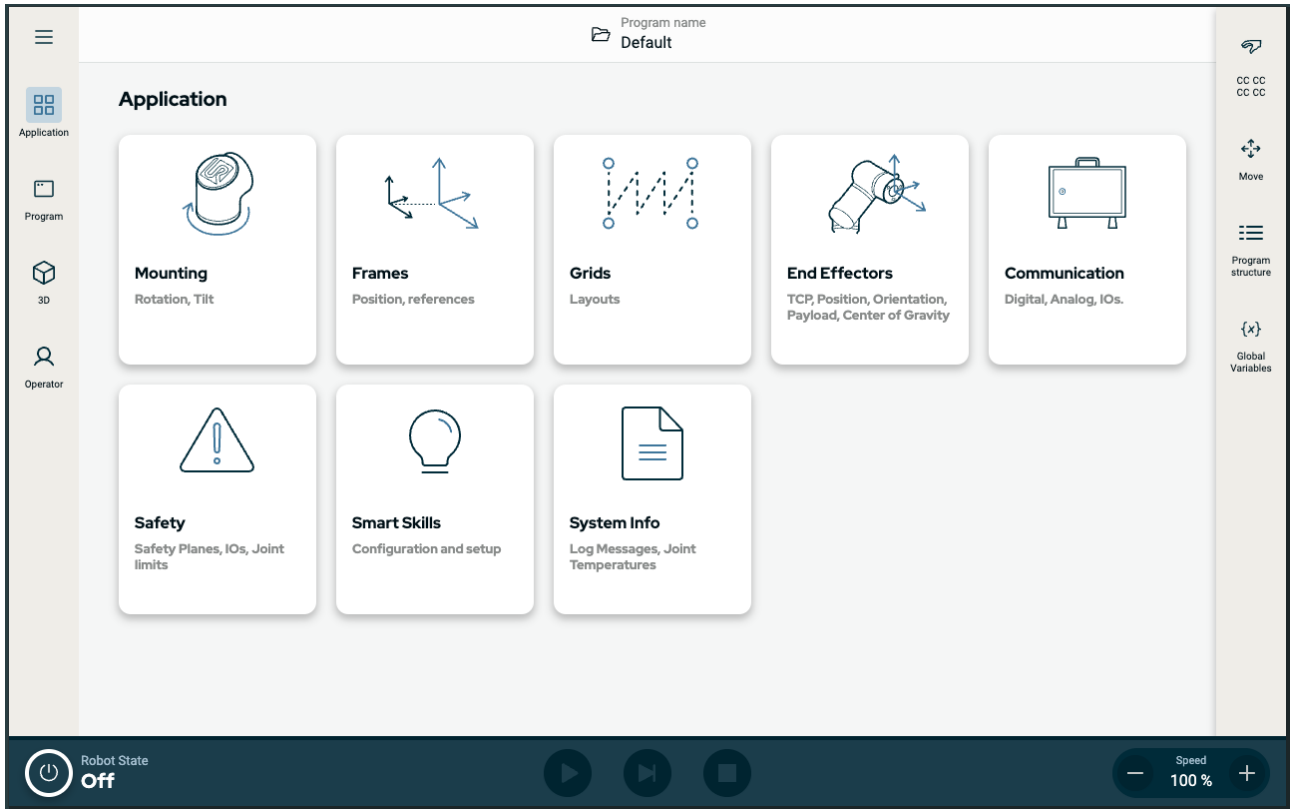 Program name
Default
Application
Program
3D
Operator
Application
Mounting
Rotation, Tilt
Frames
Position, references
Grids
Layouts
End Effectors
TCP, Position, Orientation,
Payload, Center of Gravity
Communication
Digital, Analog, IOs.
Safety
Safety Planes, IOs, Joint
limits
Smart Skills
Configuration and setup
System Info
Log Messages, Joint
Temperatures
CC CC
CC CC
Move
Program
structure
{x}
Global
Variables
Robot State
Off
Speed
100 %